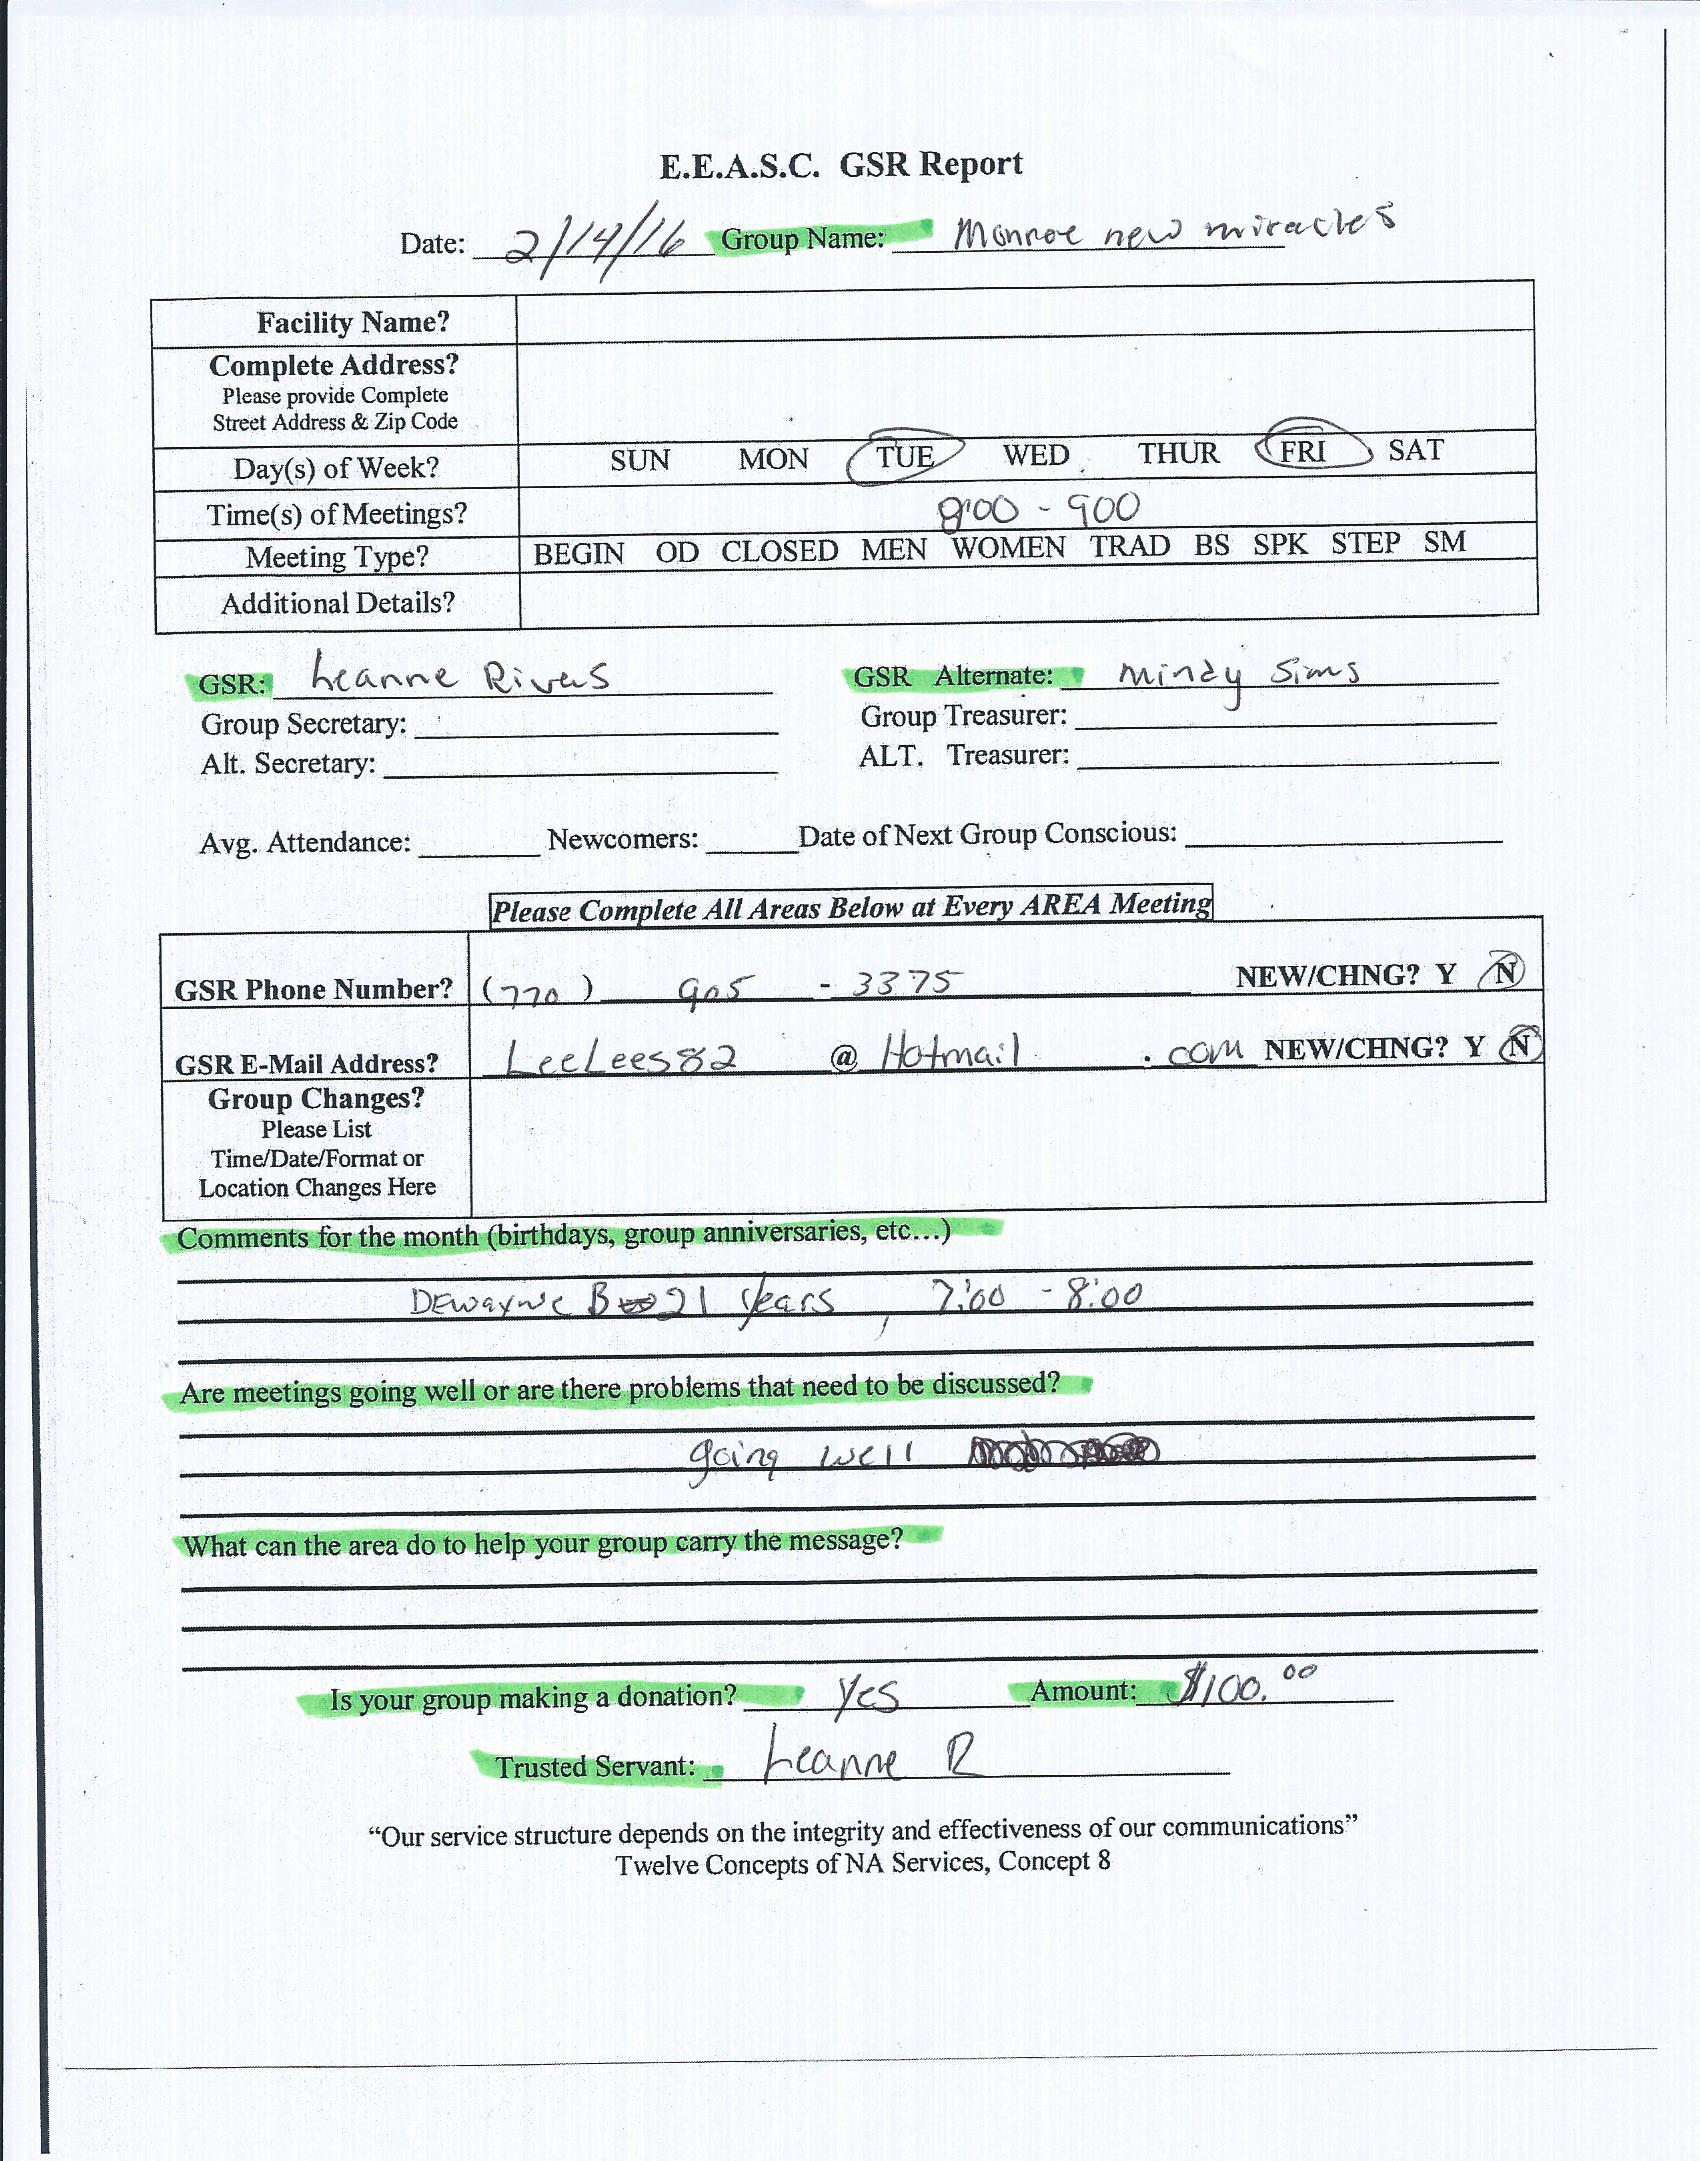 E.E.A.S.C. GSR Report
Date: 2/14/16 Group Name: Monroe new miracles
Facility Name?
Complete Address?
Please provide Complete
Street Address & Zip Code
Day(s) of Week? SUN MON TUE WED THUR FRI SAT
Time(s) of Meetings? 8:00 - 900
Meeting Type? BEGIN OD CLOSED MEN WOMEN TRAD BS SPK STEP SM
Additional Details?
GSR: Leanne Rivers GSR Alternate: Mindy Sims
Group Secretary: Group Treasurer:
Alt. Secretary: ALT. Treasurer:
Avg. Attendance: Newcomers: Date of Next Group Conscious:
Please Complete All Areas Below at Every AREA Meeting
GSR Phone Number? (770) - 3375 NEW/CHNG? Y N
GSR E-Mail Address? LeeLees82 @ Hotmail . com NEW/CHNG? Y N
Group Changes?
Please List
Time/Date/Format or
Location Changes Here
Comments for the month (birthdays, group anniversaries, etc...)
Dewayne B 21 years, 7:00 - 8:00
Are meetings going well or are there problems that need to be discussed?
going well
What can the area do to help your group carry the message?
Is your group making a donation? Yes Amount: $100.00
Trusted Servant: Leanne R
“Our service structure depends on the integrity and effectiveness of our communications”
Twelve Concepts of NA Services, Concept 8